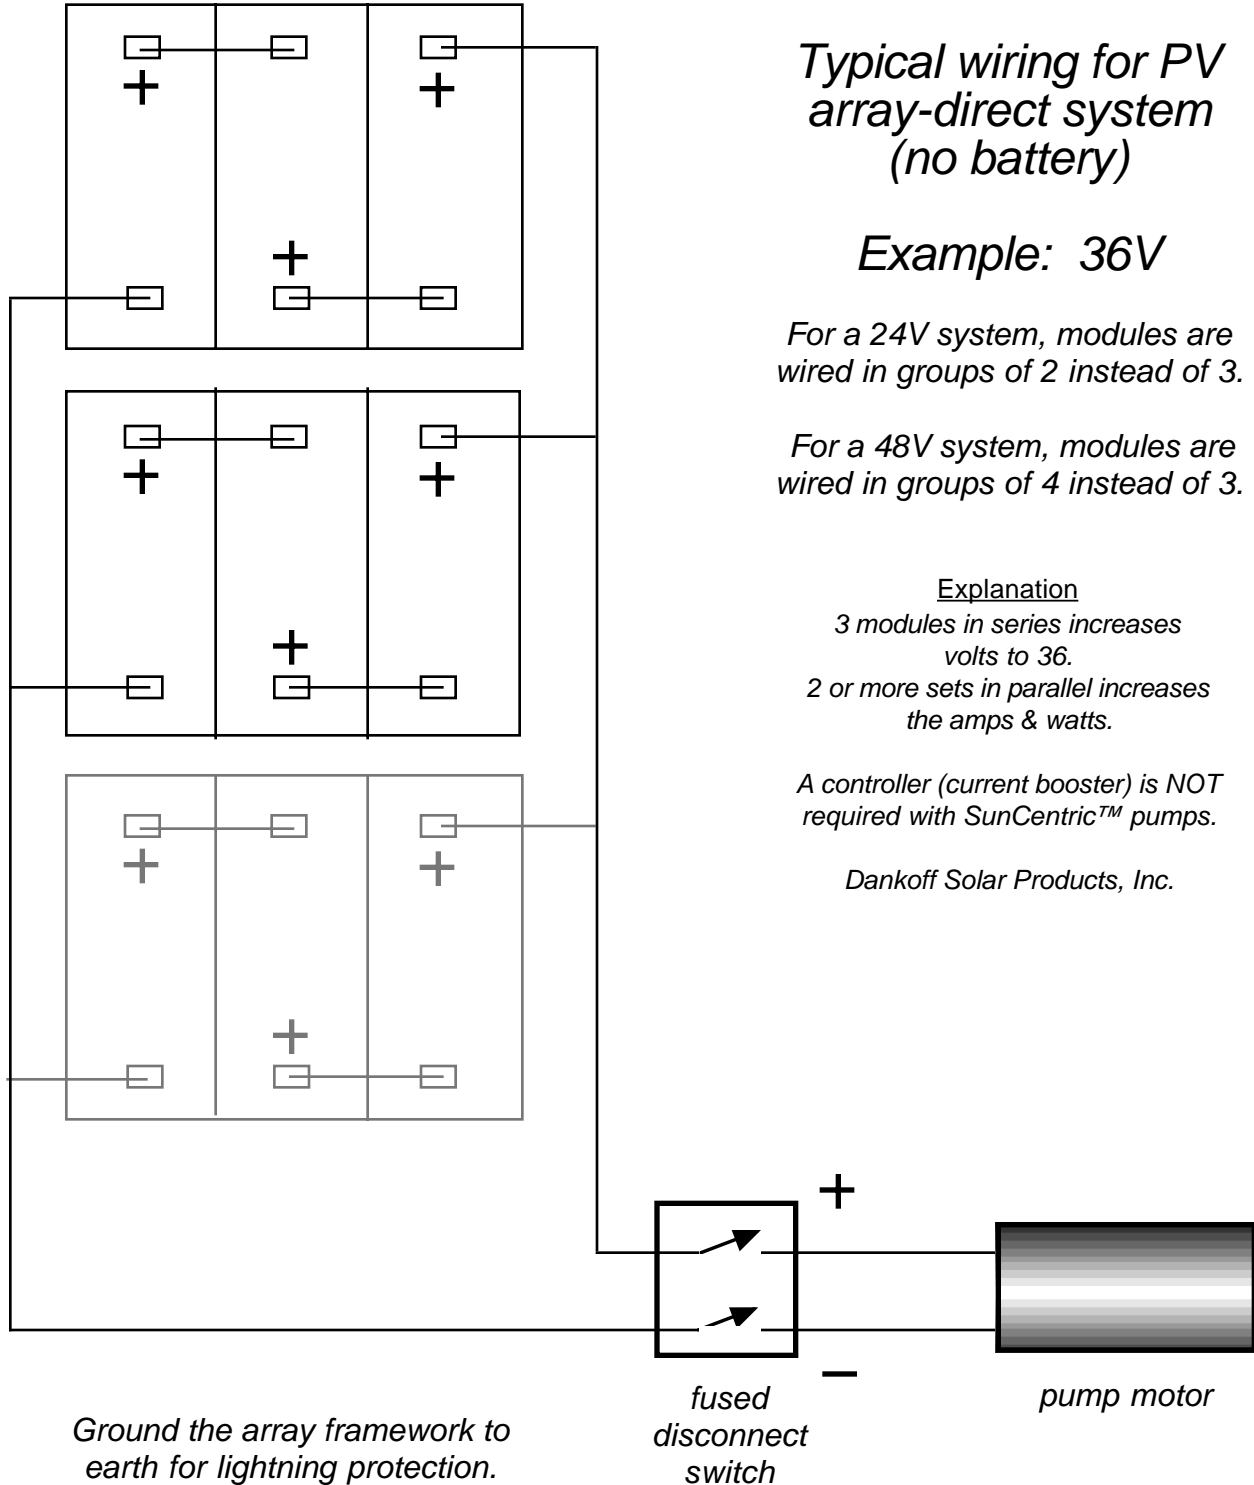 Typical wiring for PV
array-direct system
(no battery)
Example: 36V
For a 24V system, modules are
wired in groups of 2 instead of 3.
For a 48V system, modules are
wired in groups of 4 instead of 3.
Explanation
3 modules in series increases
volts to 36.
2 or more sets in parallel increases
the amps & watts.
A controller (current booster) is NOT
required with SunCentric™ pumps.
Dankoff Solar Products, Inc.
+ +
+
+ +
+
+ +
+
+
–
fused
disconnect
switch
pump motor
Ground the array framework to
earth for lightning protection.